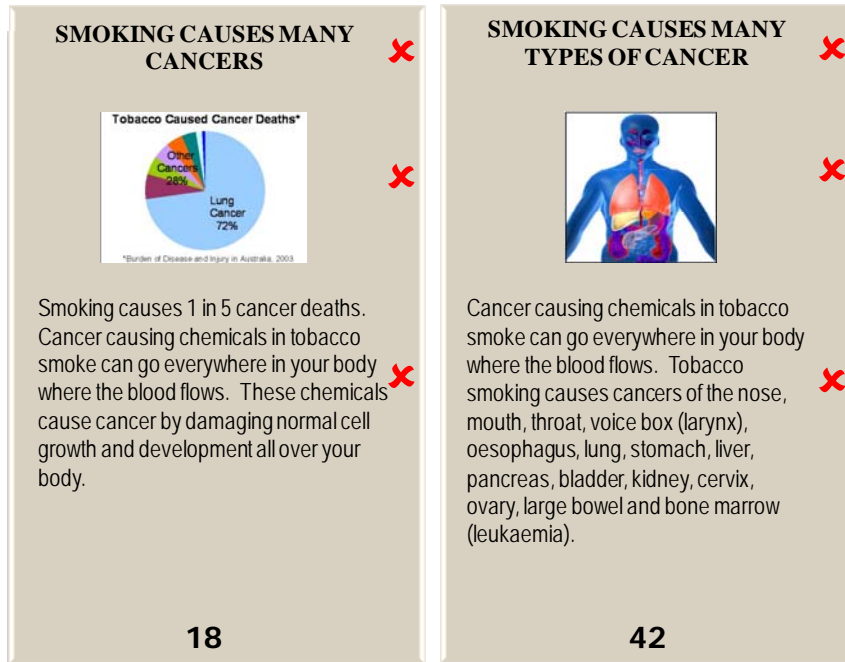 SMOKING CAUSES MANY
CANCERS
Tobacco Caused Cancer Deaths*
Other
Cancers
28%
Lung
Cancer
72%
*Burden of Disease and Injury in Australia, 2003
Smoking causes 1 in 5 cancer deaths.
Cancer causing chemicals in tobacco
smoke can go everywhere in your body
where the blood flows. These chemicals
cause cancer by damaging normal cell
growth and development all over your
body.
18
SMOKING CAUSES MANY
TYPES OF CANCER
Cancer causing chemicals in tobacco
smoke can go everywhere in your body
where the blood flows. Tobacco
smoking causes cancers of the nose,
mouth, throat, voice box (larynx),
oesophagus, lung, stomach, liver,
pancreas, bladder, kidney, cervix,
ovary, large bowel and bone marrow
(leukaemia).
42